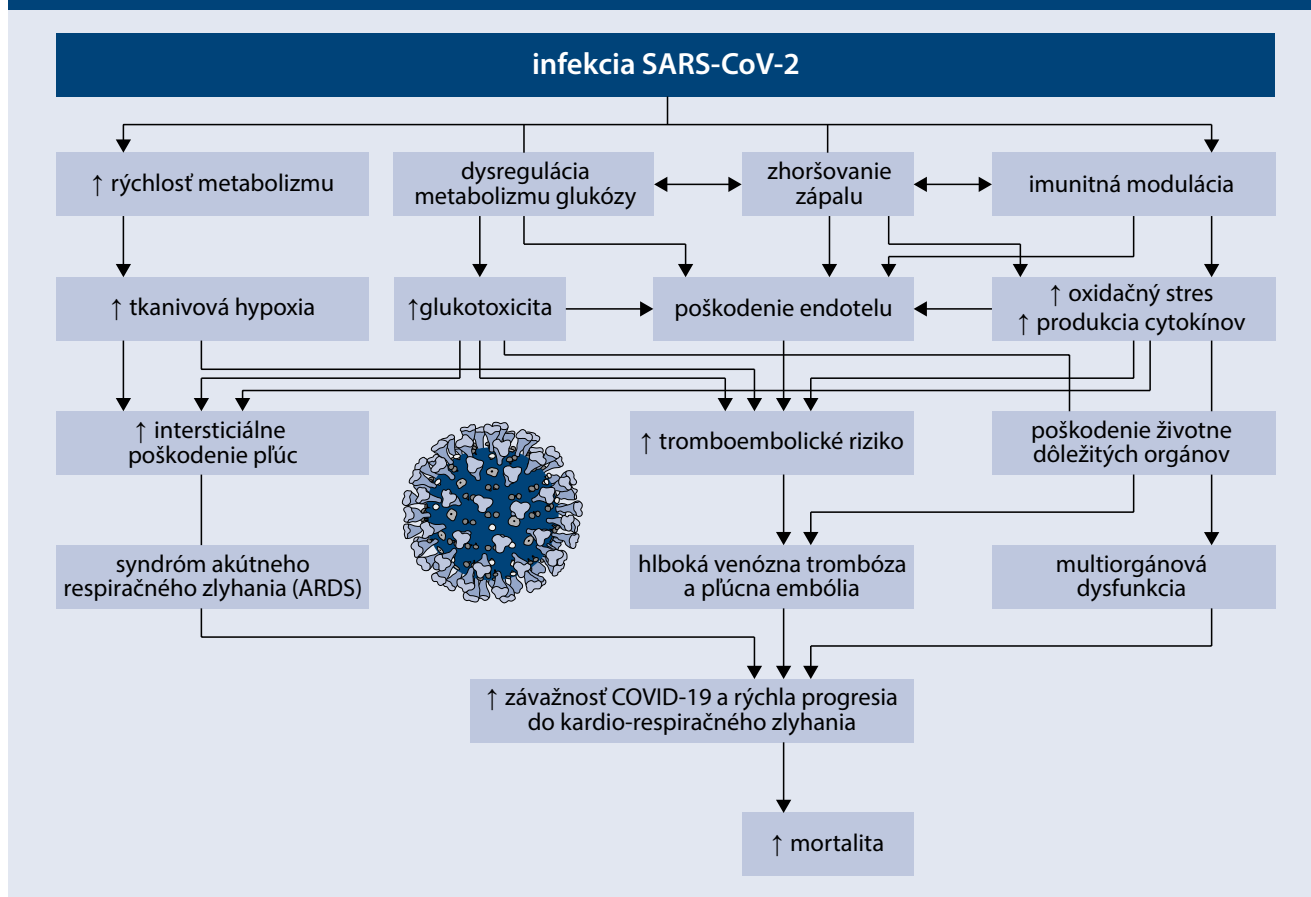 infekcia SARS-CoV-2
↑ rýchlosť metabolizmu
dysregulácia
metabolizmu glukózy
zhoršovanie
zápalu
imunitná modulácia
↑ tkanivová hypoxia
↑glukotoxicita
poškodenie endotelu
↑ oxidačný stres
↑ produkcia cytokínov
↑ intersticiálne
poškodenie pľúc
↑ tromboembolické riziko
poškodenie životne
dôležitých orgánov
syndróm akútneho
respiračného zlyhania (ARDS)
hlboká venózna trombóza
a pľúcna embólia
multiorgánová
dysfunkcia
↑ závažnosť COVID-19 a rýchla progresia
do kardio-respiračného zlyhania
↑ mortalita